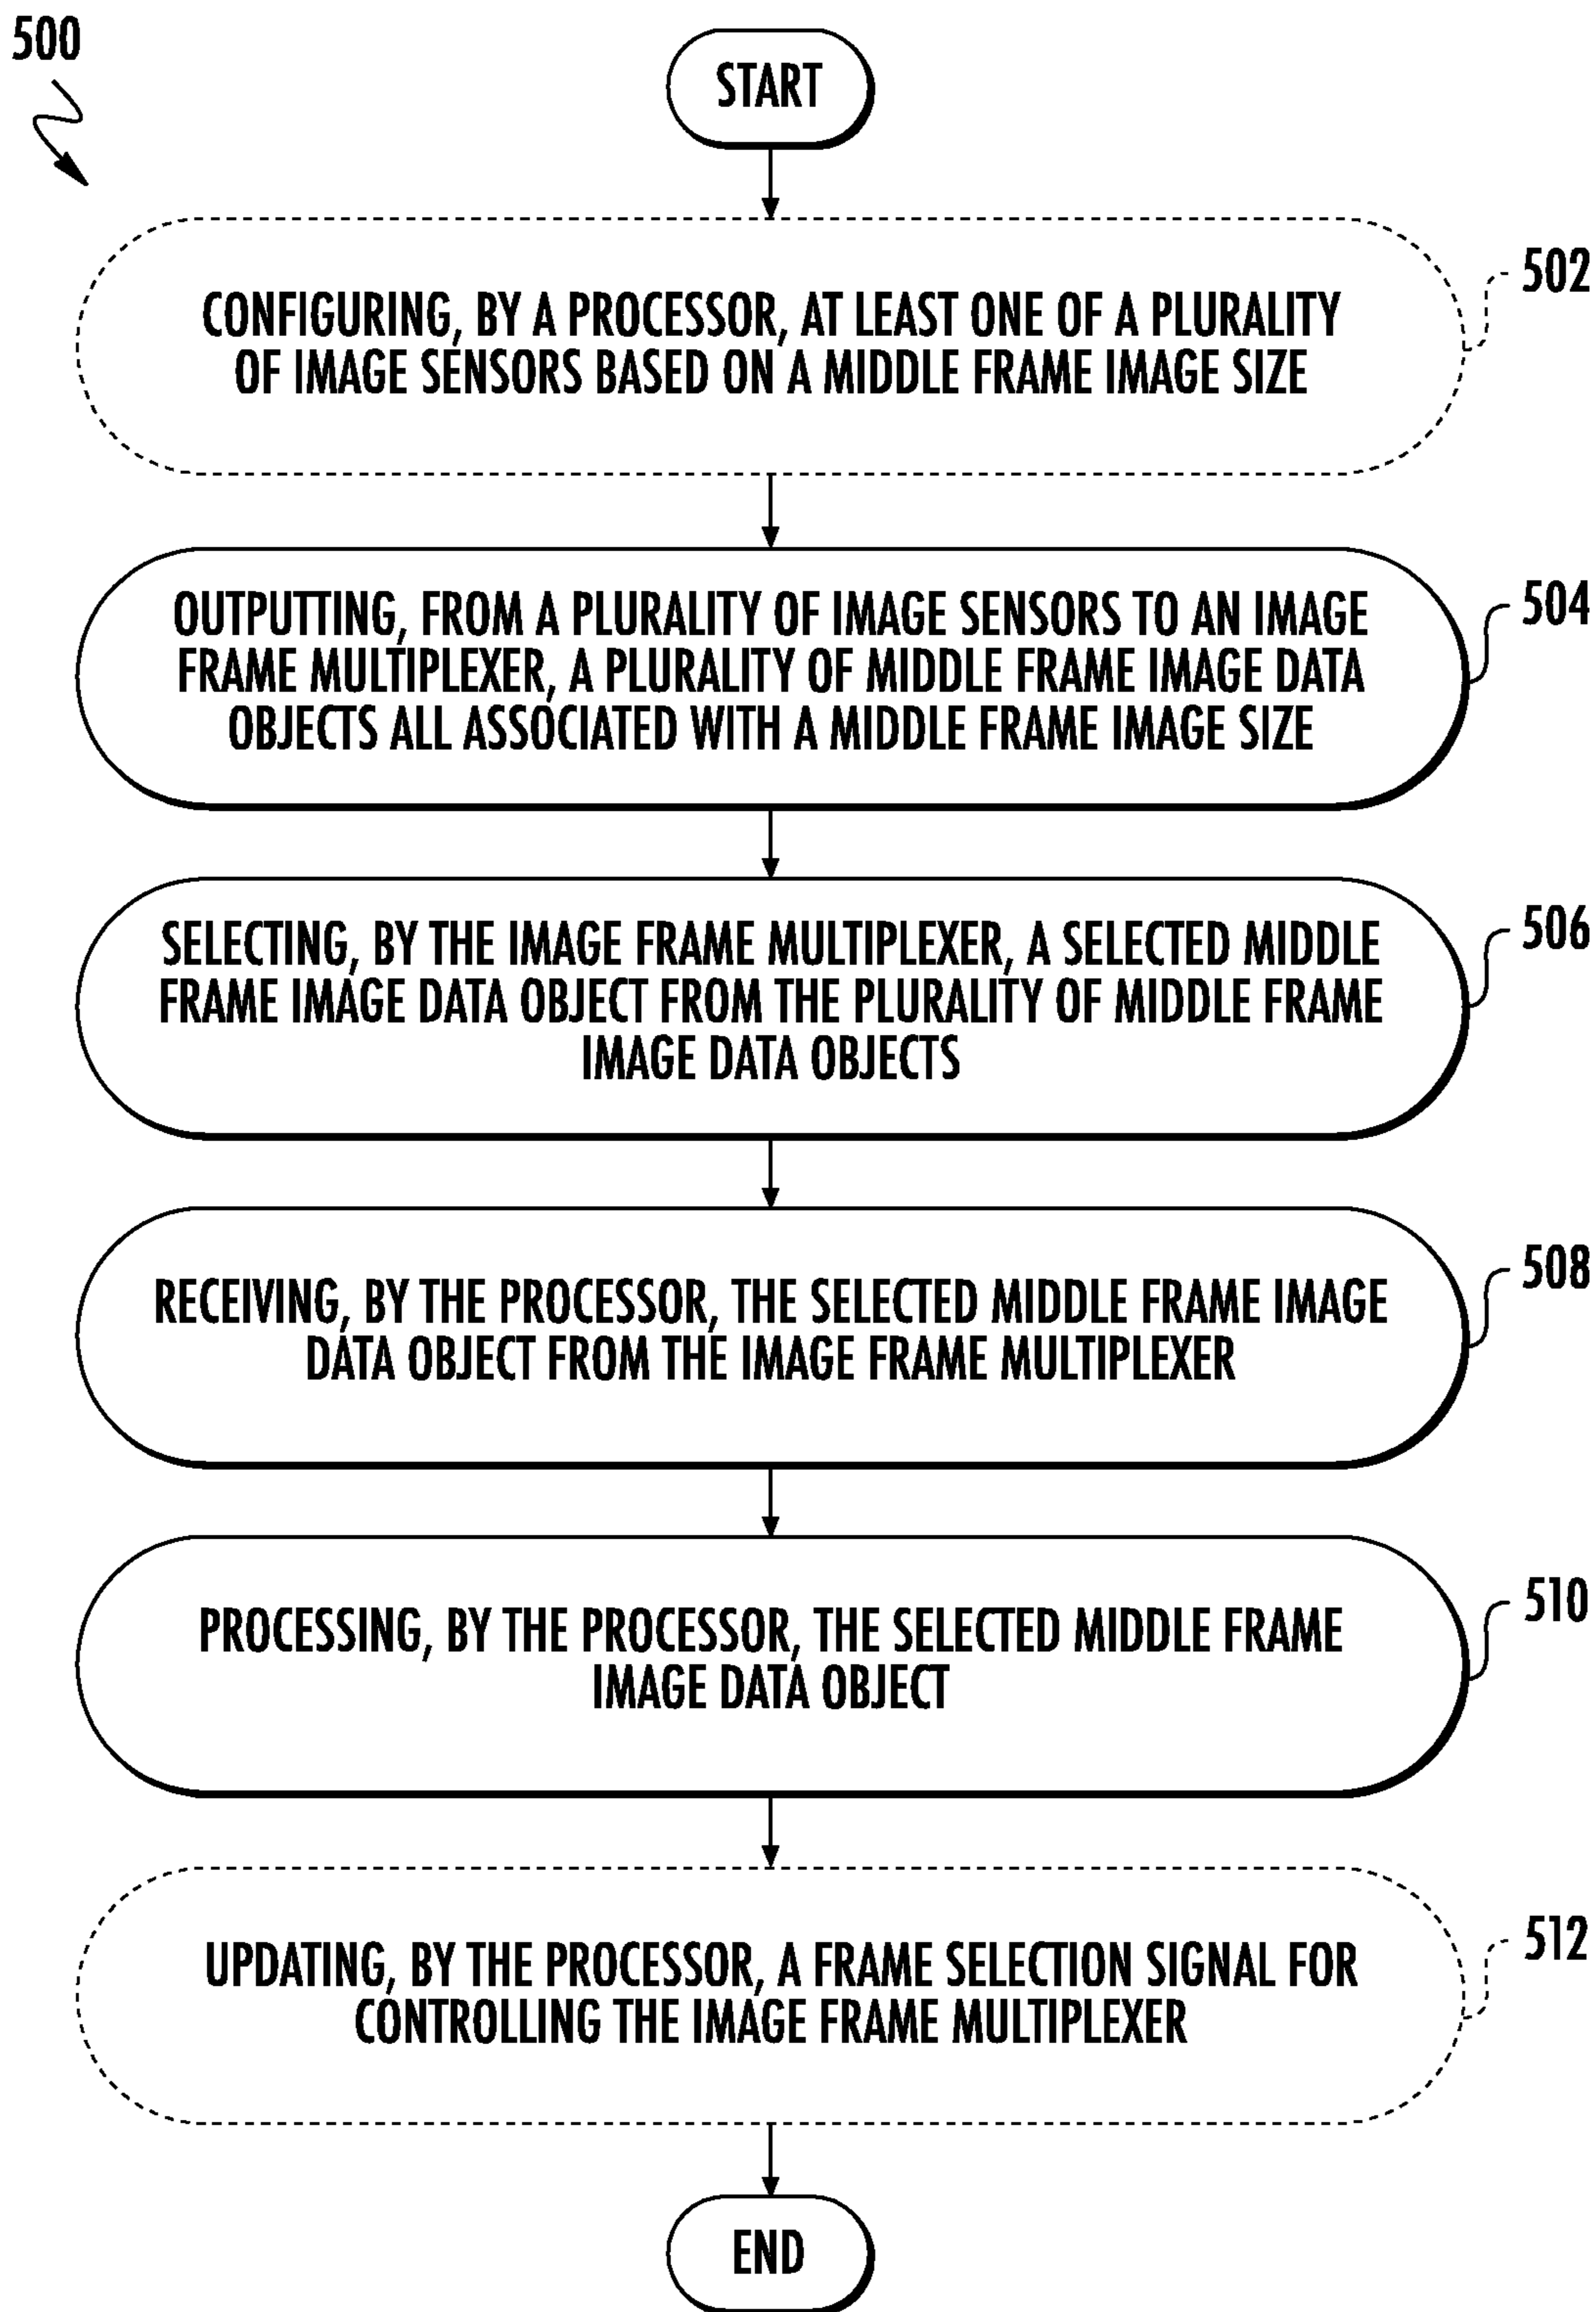 500
START
CONFIGURING, BY A PROCESSOR, AT LEAST ONE OF A PLURALITY
OF IMAGE SENSORS BASED ON A MIDDLE FRAME IMAGE SIZE
502
OUTPUTTING, FROM A PLURALITY OF IMAGE SENSORS TO AN IMAGE
FRAME MULTIPLEXER, A PLURALITY OF MIDDLE FRAME IMAGE DATA
OBJECTS ALL ASSOCIATED WITH A MIDDLE FRAME IMAGE SIZE
504
SELECTING, BY THE IMAGE FRAME MULTIPLEXER, A SELECTED MIDDLE
FRAME IMAGE DATA OBJECT FROM THE PLURALITY OF MIDDLE FRAME
IMAGE DATA OBJECTS
506
RECEIVING, BY THE PROCESSOR, THE SELECTED MIDDLE FRAME IMAGE
DATA OBJECT FROM THE IMAGE FRAME MULTIPLEXER
508
PROCESSING, BY THE PROCESSOR, THE SELECTED MIDDLE FRAME
IMAGE DATA OBJECT
510
UPDATING, BY THE PROCESSOR, A FRAME SELECTION SIGNAL FOR
CONTROLLING THE IMAGE FRAME MULTIPLEXER
512
END